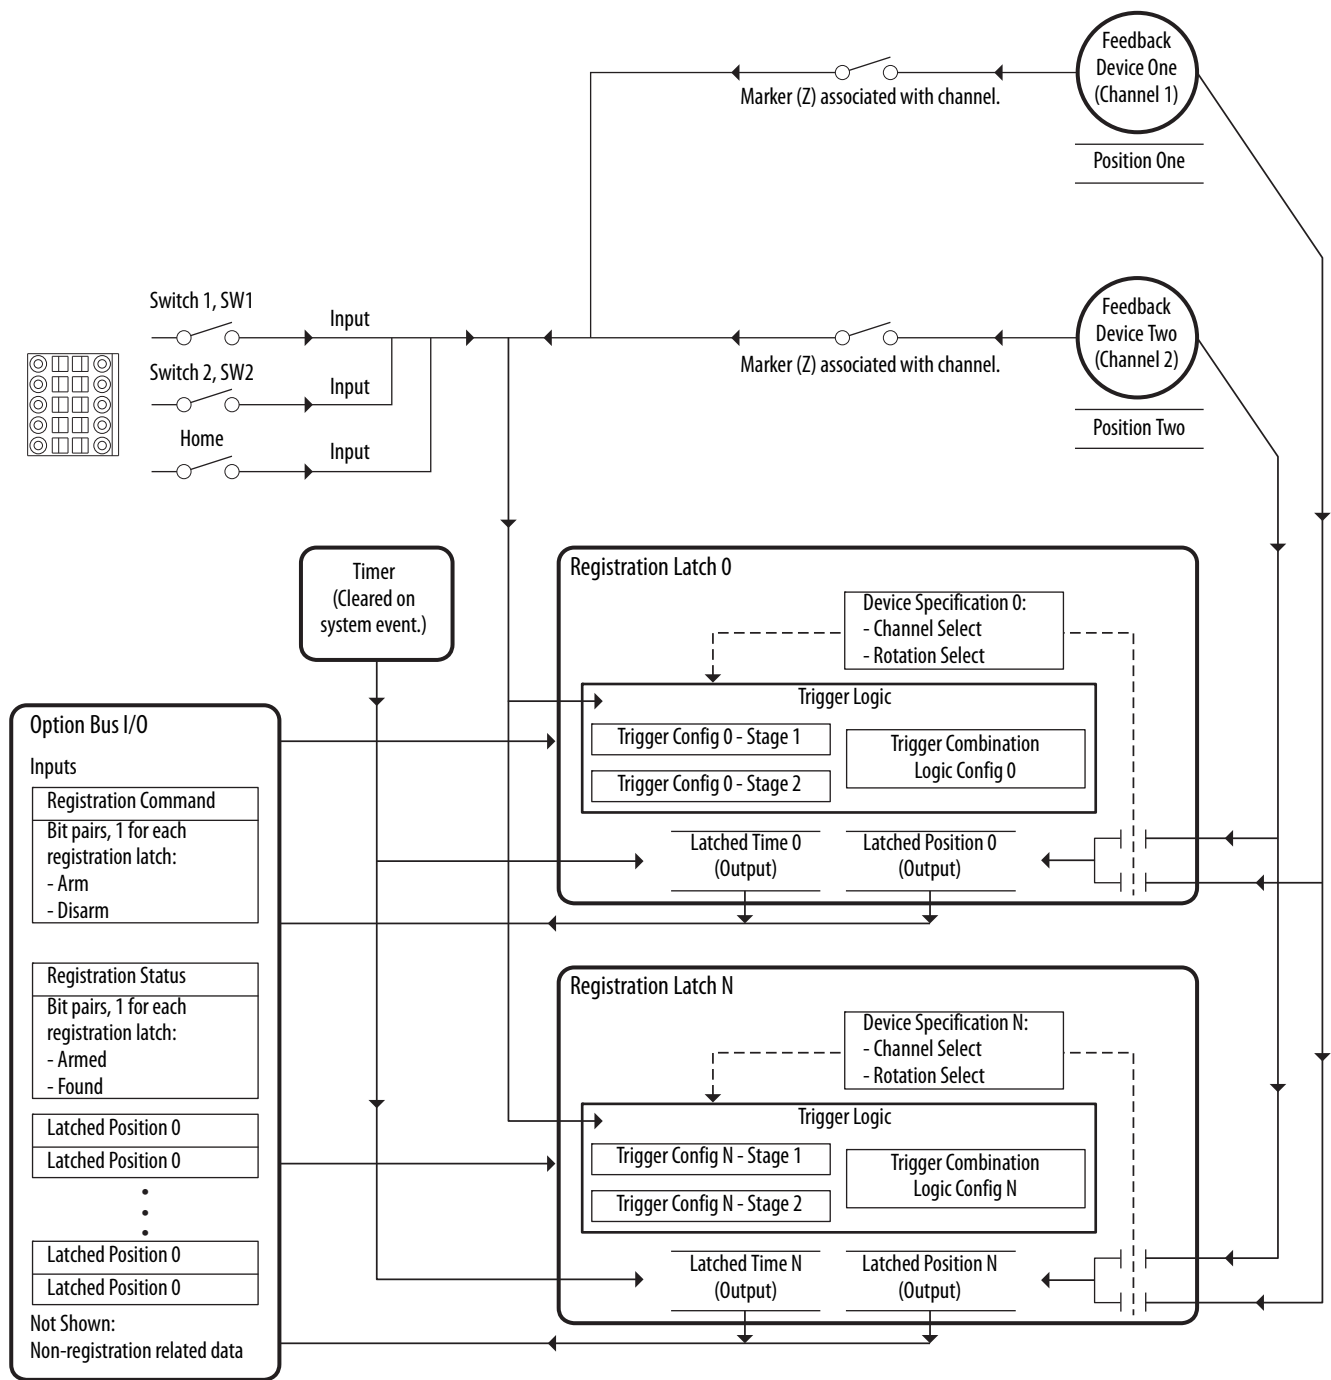 Feedback
Device One
(Channel 1)
Marker (Z) associated with channel.
Position One
Switch 1, SW1
Input
Switch 2, SW2
Input
Home
Input
Feedback
Device Two
(Channel 2)
Marker (Z) associated with channel.
Position Two
Timer
(Cleared on
system event.)
Registration Latch 0
Device Specification 0:
- Channel Select
- Rotation Select
Trigger Logic
Trigger Config 0 - Stage 1
Trigger Config 0 - Stage 2
Trigger Combination
Logic Config 0
Latched Time 0
(Output)
Latched Position 0
(Output)
Option Bus I/O
Inputs
Registration Command
Bit pairs, 1 for each
registration latch:
- Arm
- Disarm
Registration Status
Bit pairs, 1 for each
registration latch:
- Armed
- Found
Latched Position 0
Latched Position 0
Latched Position 0
Latched Position 0
Not Shown:
Non-registration related data
Registration Latch N
Device Specification N:
- Channel Select
- Rotation Select
Trigger Logic
Trigger Config N - Stage 1
Trigger Config N - Stage 2
Trigger Combination
Logic Config N
Latched Time N
(Output)
Latched Position N
(Output)